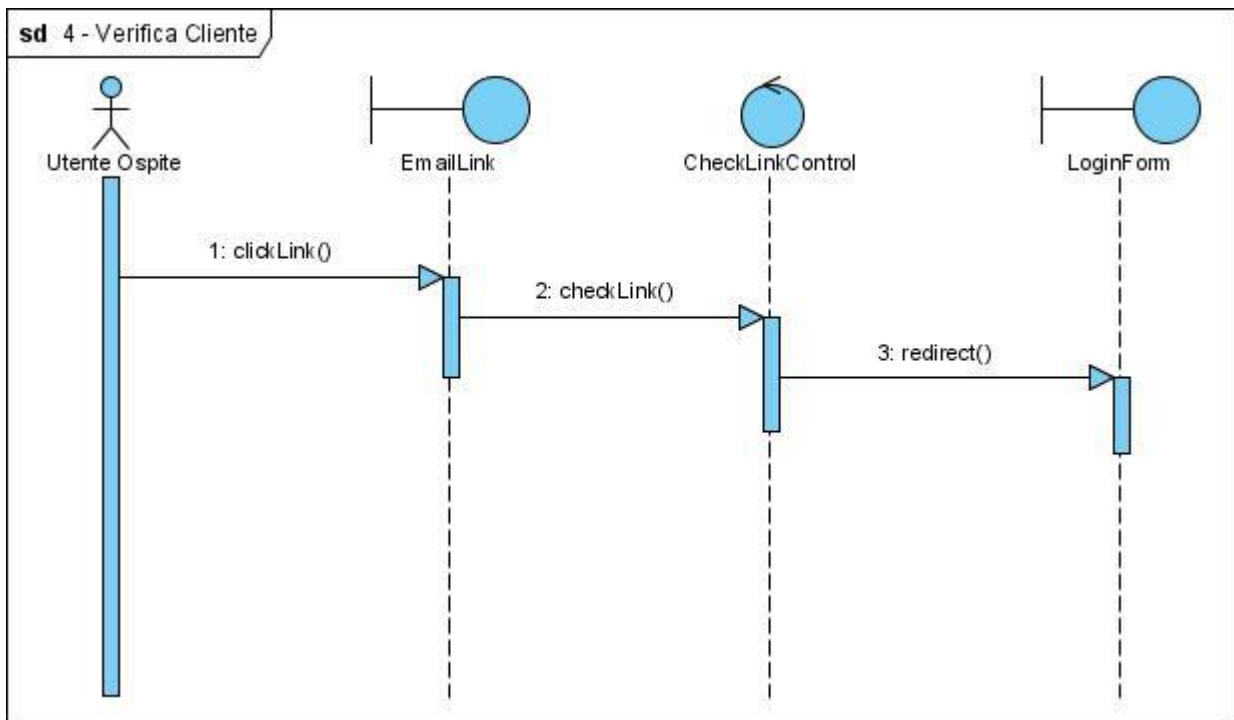 sd 4 - Verifica Cliente
Utente Ospite
EmailLink
CheckLinkControl
LoginForm
1: clickLink()
2: checkLink()
3: redirect()